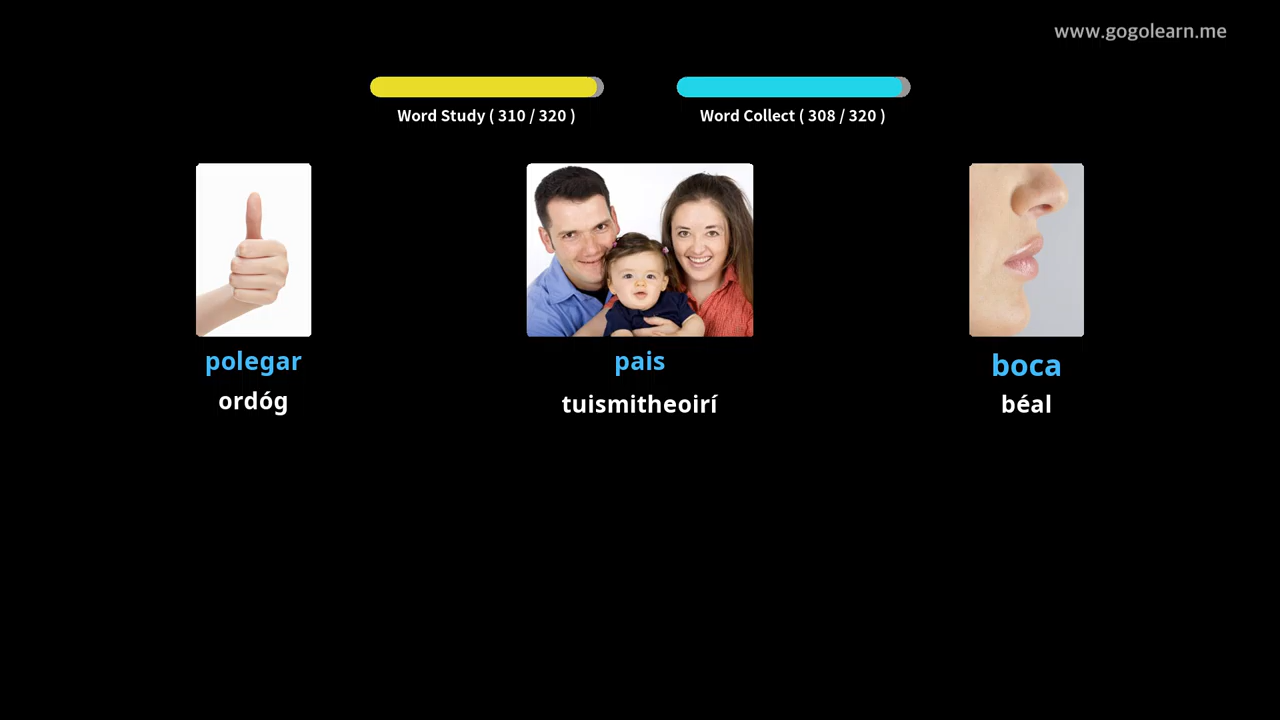 www.gogolearn.me
Word Study ( 310 / 320 )
Word Collect ( 308 / 320 )
polegar
ordóg
pais
tuismitheoirí
boca
béal